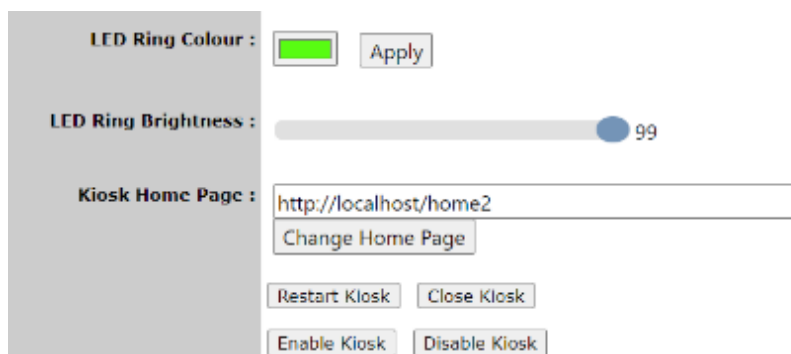 LED Ring Colour : Apply
LED Ring Brightness : 99
Kiosk Home Page : http://localhost/home2
Change Home Page
Restart Kiosk Close Kiosk
Enable Kiosk Disable Kiosk